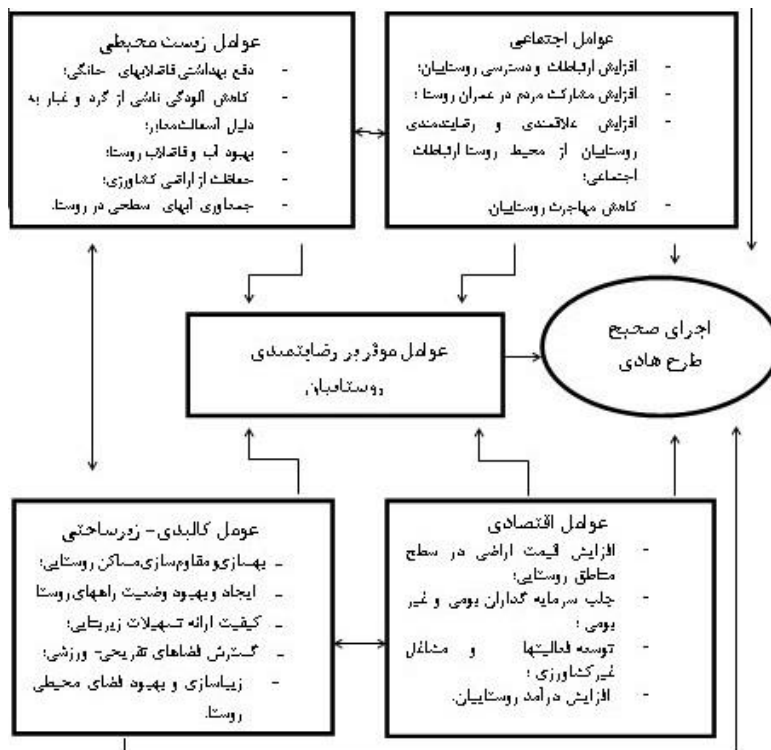 عوامل اجتماعی
- افزایش ارتباطات و دسترسی روستاییان؛
- افزایش مشارکت مردم در عمران روستا ؛
- افزایش علاقمندی و رضایتمندی
روستاییان از محیط روستا ارتباطات
اجتماعی؛
- کاهش مهاجرت روستاییان.
عوامل زیست محیطی
- دفع بهداشتی فاضلابهای خانگی؛
- کاهش آلودگی ناشی از گرد و غبار به
دلیل آسفالت معابر؛
- بهبود آب و فاضلاب روستا؛
- حفاظت از اراضی کشاورزی؛
- جمعآوری آبهای سطحی در روستا.
اجرای صحیح
طرح هادی
عوامل موثر بر رضایتمندی
روستاییان
عوامل اقتصادی
- افزایش قیمت اراضی در سطح
مناطق روستایی؛
- جلب سرمایه گذاران بومی و غیر
بومی ؛
- توسعه فعالیتها و مشاغل
غیرکشاورزی ؛
- افزایش درآمد روستاییان.
عومل کالبدی- زیرساختی
- بهسازی و مقاوم سازی مساکن روستایی؛
- ایجاد و بهبود وضعیت راههای روستا
- کیفیت ارائه تسهیلات زیربنایی؛
- گسترش فضاهای تفریحی- ورزشی؛
- زیباسازی و بهبود فضای محیطی
روستا.